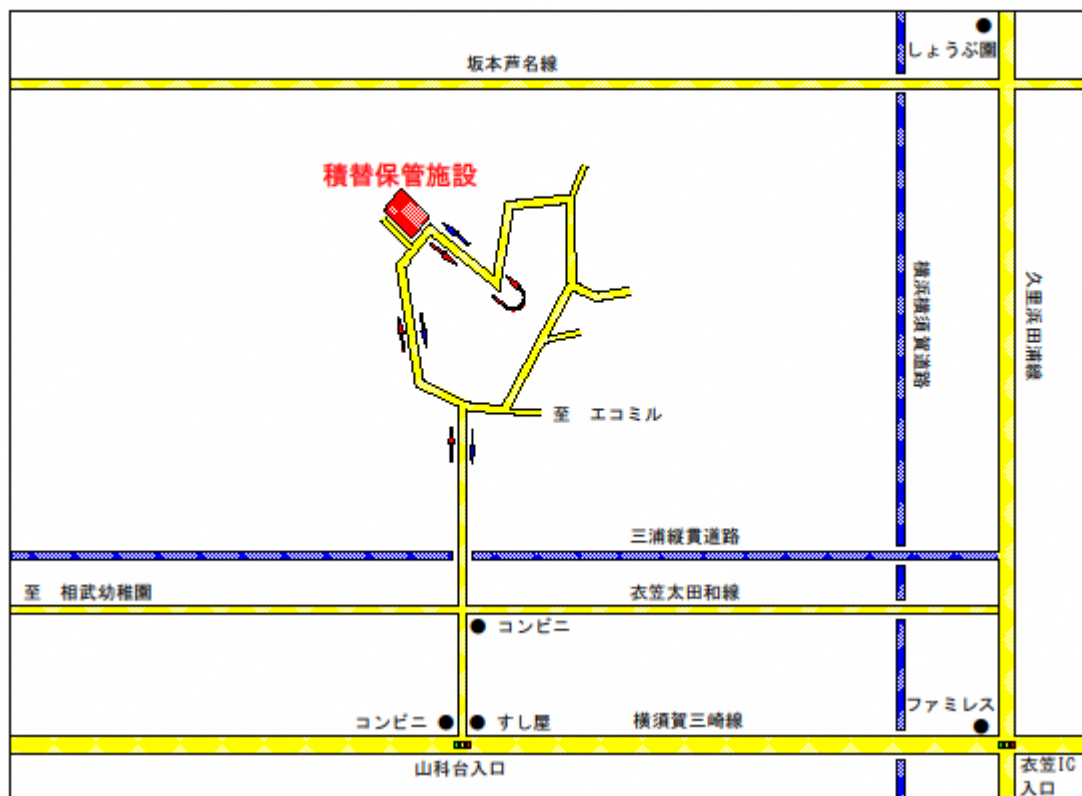 しょうぶ園
坂本芦名線
積替保管施設
横浜横須賀道路
久里浜田浦線
至 エコミル
三浦縦貫道路
至 相武幼稚園
衣笠太田和線
コンビニ
ファミレス
コンビニ
すし屋
横須賀三崎線
山科台入口
衣笠IC
入口